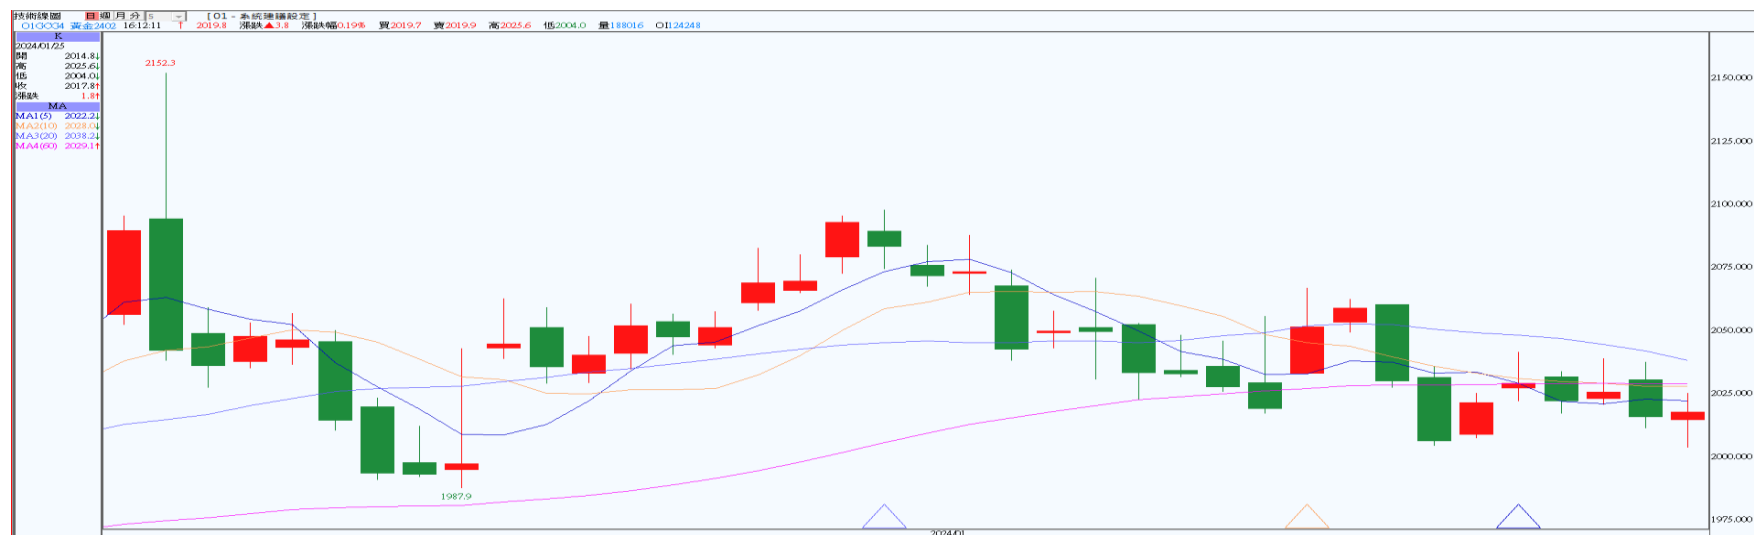 技術線圖 日 週 月 分 5 [ 01 - 系統建議設定 ]
O1GO04 黃金2402 16:12:11 ↑ 2019.8 漲跌▲3.8 漲跌幅0.19% 買2019.7 賣2019.9 高2025.6 低2004.0 量188016 OI124248
K
2024/01/25
開 2014.8↓
高 2025.6↓
低 2004.0↓
收 2017.8↑
漲跌 1.8↑
MA
MA1(5) 2022.2↓
MA2(10) 2028.0↓
MA3(20) 2038.2↓
MA4(60) 2029.1↑
2152.3
1987.9
2150.000
2125.000
2100.000
2075.000
2050.000
2025.000
2000.000
1975.000
2024/01